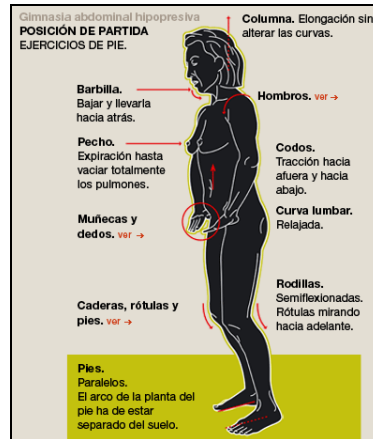 Gimnasia abdominal hipopresiva
POSICIÓN DE PARTIDA
EJERCICIOS DE PIE.
Columna. Elongación sin
alterar las curvas.
Barbilla.
Bajar y llevarla
hacia atrás.
Hombros. ver →
Pecho.
Expiración hasta
vaciar totalmente
los pulmones.
Codos.
Tracción hacia
afuera y hacia
abajo.
Muñecas y
dedos. ver →
Curva lumbar.
Relajada.
Caderas, rótulas y
pies. ver →
Rodillas.
Semiflexionadas.
Rótulas mirando
hacia adelante.
Pies.
Paralelos.
El arco de la planta del
pie ha de estar
separado del suelo.